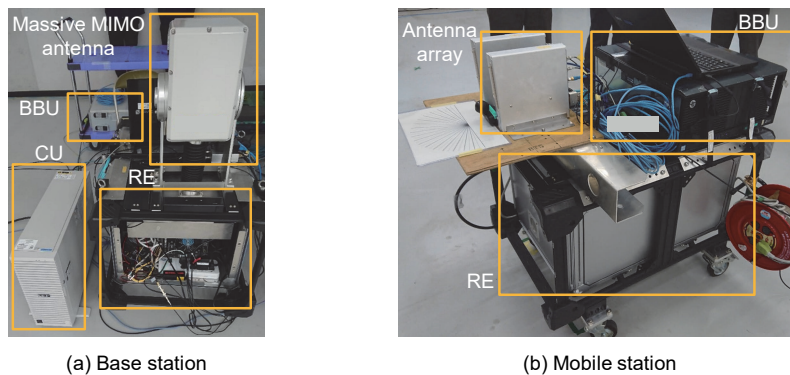 Massive MIMO
antenna
BBU
CU
RE
Antenna
array
BBU
RE
(a) Base station
(b) Mobile station